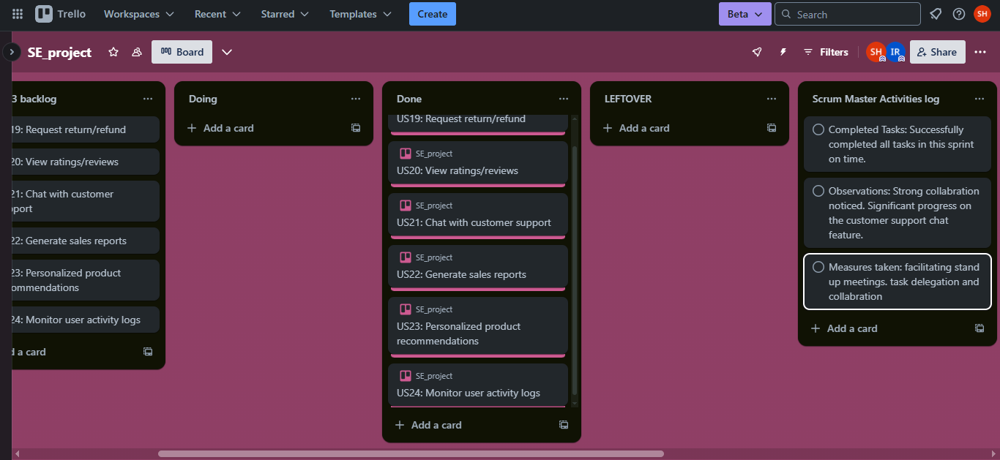 Trello
Workspaces
Recent
Starred
Templates
Create
Beta
Search
SH
SE_project
Board
Filters
SH
IR
Share
3 backlog
19: Request return/refund
20: View ratings/reviews
21: Chat with customer
pport
22: Generate sales reports
23: Personalized product
ommendations
24: Monitor user activity logs
d a card
Doing
Add a card
Done
US19: Request return/refund
SE_project
US20: View ratings/reviews
SE_project
US21: Chat with customer support
SE_project
US22: Generate sales reports
SE_project
US23: Personalized product
recommendations
SE_project
US24: Monitor user activity logs
Add a card
LEFTOVER
Add a card
Scrum Master Activities log
Completed Tasks: Successfully
completed all tasks in this sprint
on time.
Observations: Strong collabration
noticed. Significant progress on
the customer support chat
feature.
Measures taken: facilitating stand
up meetings. task delegation and
collabration
Add a card